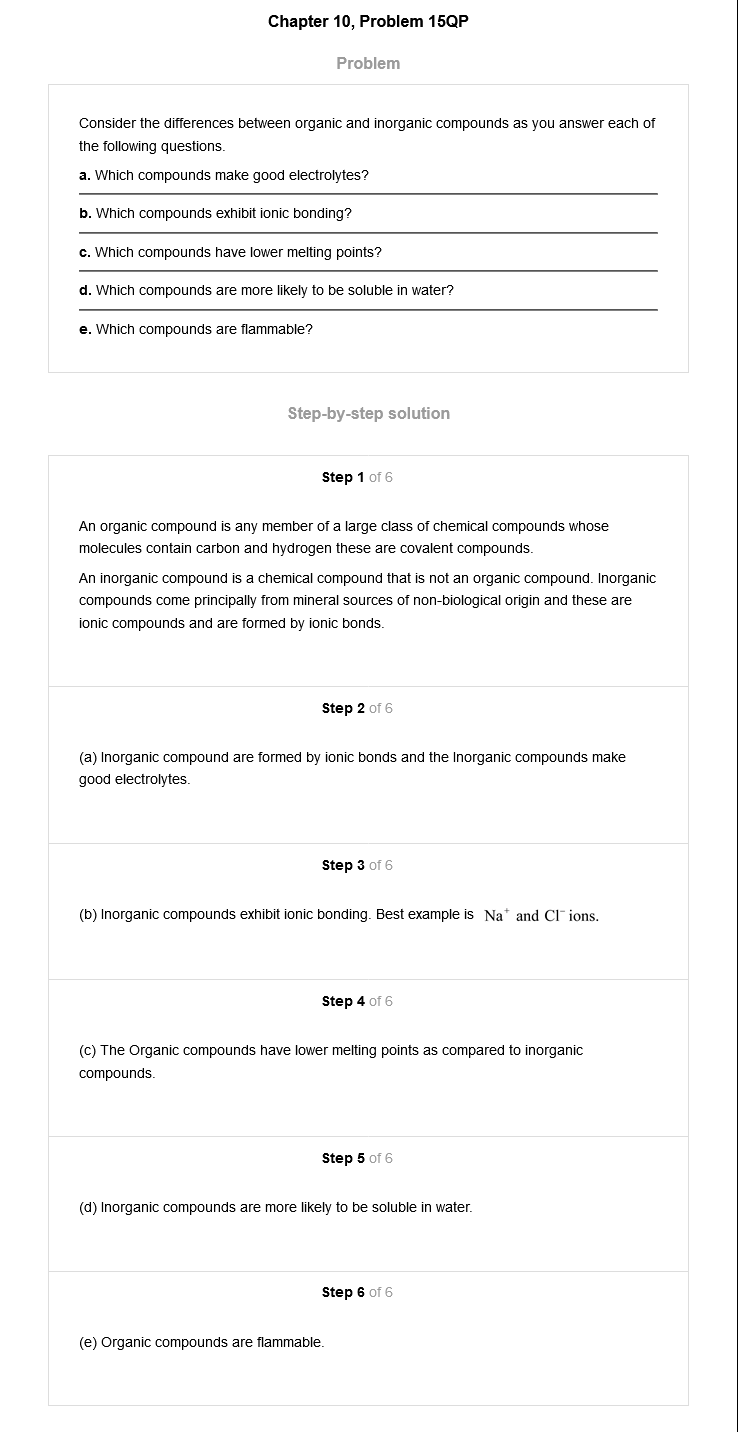 Chapter 10, Problem 15QP
Problem
Consider the differences between organic and inorganic compounds as you answer each of
the following questions.
a. Which compounds make good electrolytes?
b. Which compounds exhibit ionic bonding?
c. Which compounds have lower melting points?
d. Which compounds are more likely to be soluble in water?
e. Which compounds are flammable?
Step-by-step solution
Step 1 of 6
An organic compound is any member of a large class of chemical compounds whose
molecules contain carbon and hydrogen these are covalent compounds.
An inorganic compound is a chemical compound that is not an organic compound. Inorganic
compounds come principally from mineral sources of non-biological origin and these are
ionic compounds and are formed by ionic bonds.
Step 2 of 6
(a) Inorganic compound are formed by ionic bonds and the Inorganic compounds make
good electrolytes.
Step 3 of 6
(b) Inorganic compounds exhibit ionic bonding. Best example is Na⁺ and Cl⁻ ions.
Step 4 of 6
(c) The Organic compounds have lower melting points as compared to inorganic
compounds.
Step 5 of 6
(d) Inorganic compounds are more likely to be soluble in water.
Step 6 of 6
(e) Organic compounds are flammable.